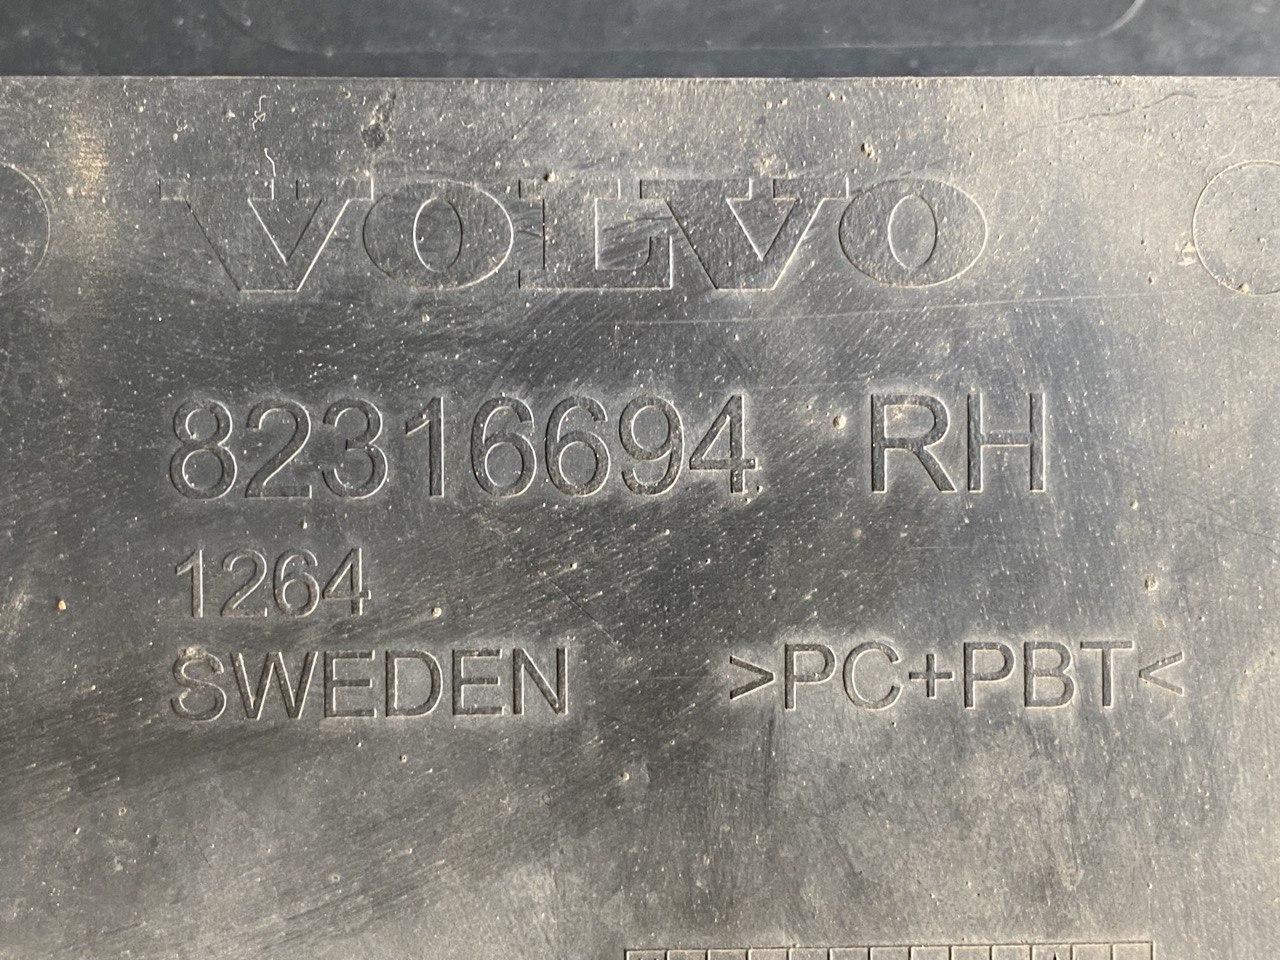 VOLVO
82316694 RH
1264
SWEDEN >PC+PBT<